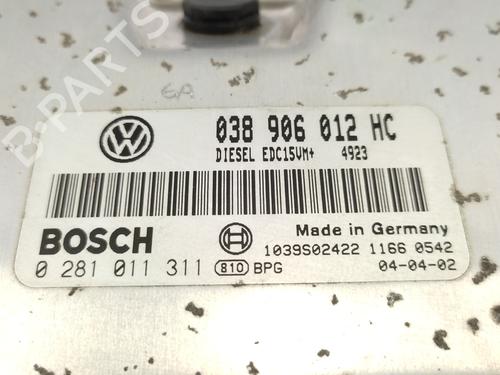 B-PARTS
038 906 012 HC
DIESEL EDC15VM+ 4923
Made in Germany
BOSCH
1039S02422 1166 0542
0 281 011 311 810 BPG 04-04-02